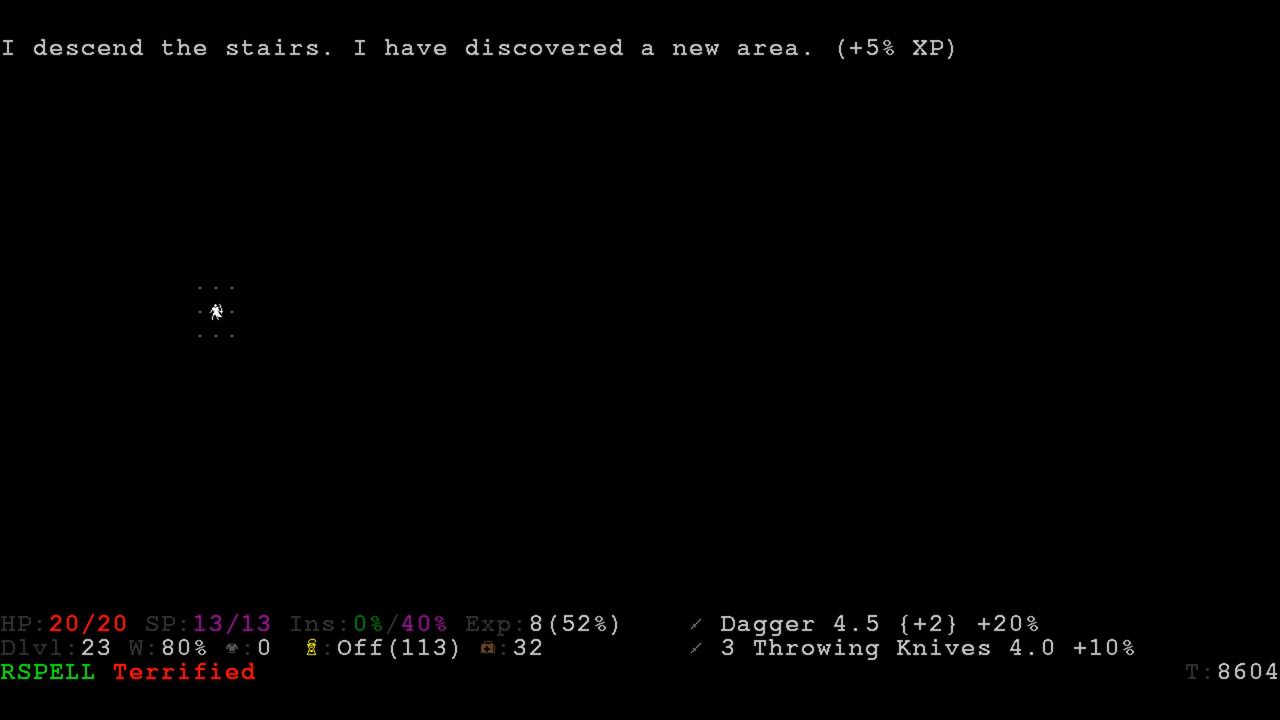 I descend the stairs. I have discovered a new area. (+5% XP)
HP:20/20 SP:13/13 Ins:0%/40% Exp:8(52%) Dagger 4.5 {+2} +20%
Dlvl:23 W:80% :0 :Off(113) :32 3 Throwing Knives 4.0 +10%
RSPELL Terrified T:8604